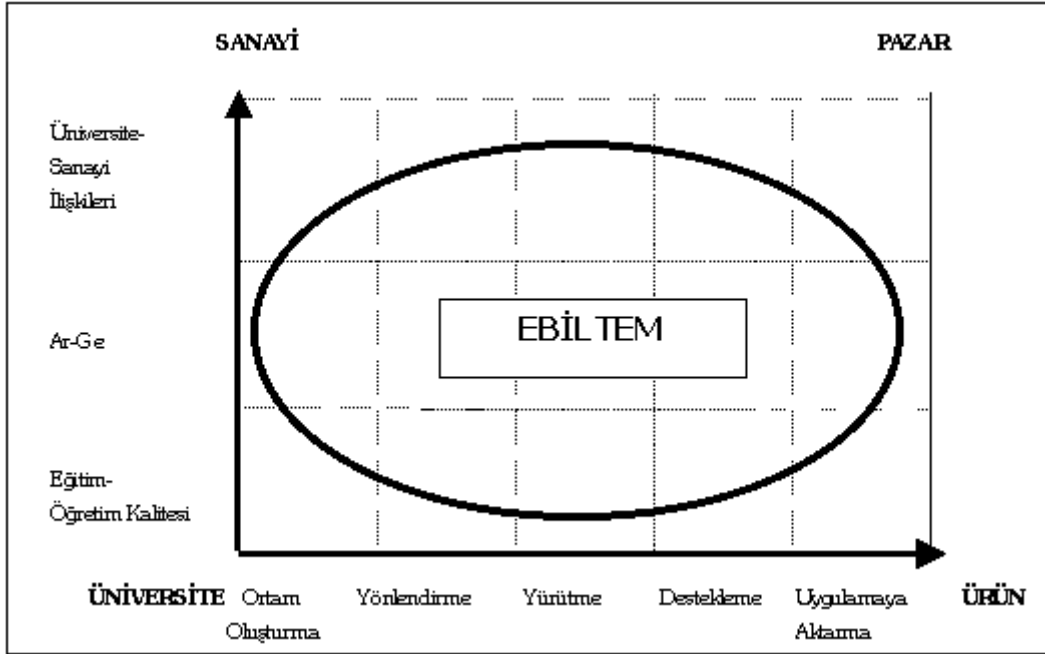 SANAYİ PAZAR
Üniversite-
Sanayi
İlişkileri
Ar-Ge
EBİLTEM
Eğitim-
Öğretim Kalitesi
ÜNİVERSİTE Ortam Yönlendirme Yürütme Destekleme Uygulamaya ÜRÜN
Oluşturma Aktarma